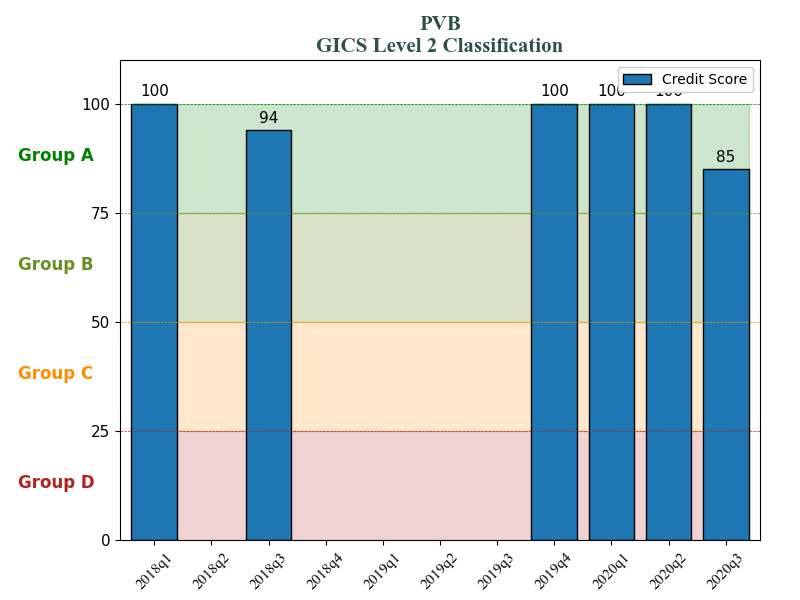 PVB
GICS Level 2 Classification
Credit Score
100
94
100
100
100
85
100
75
50
25
0
Group A
Group B
Group C
Group D
2018q1
2018q2
2018q3
2018q4
2019q1
2019q2
2019q3
2019q4
2020q1
2020q2
2020q3